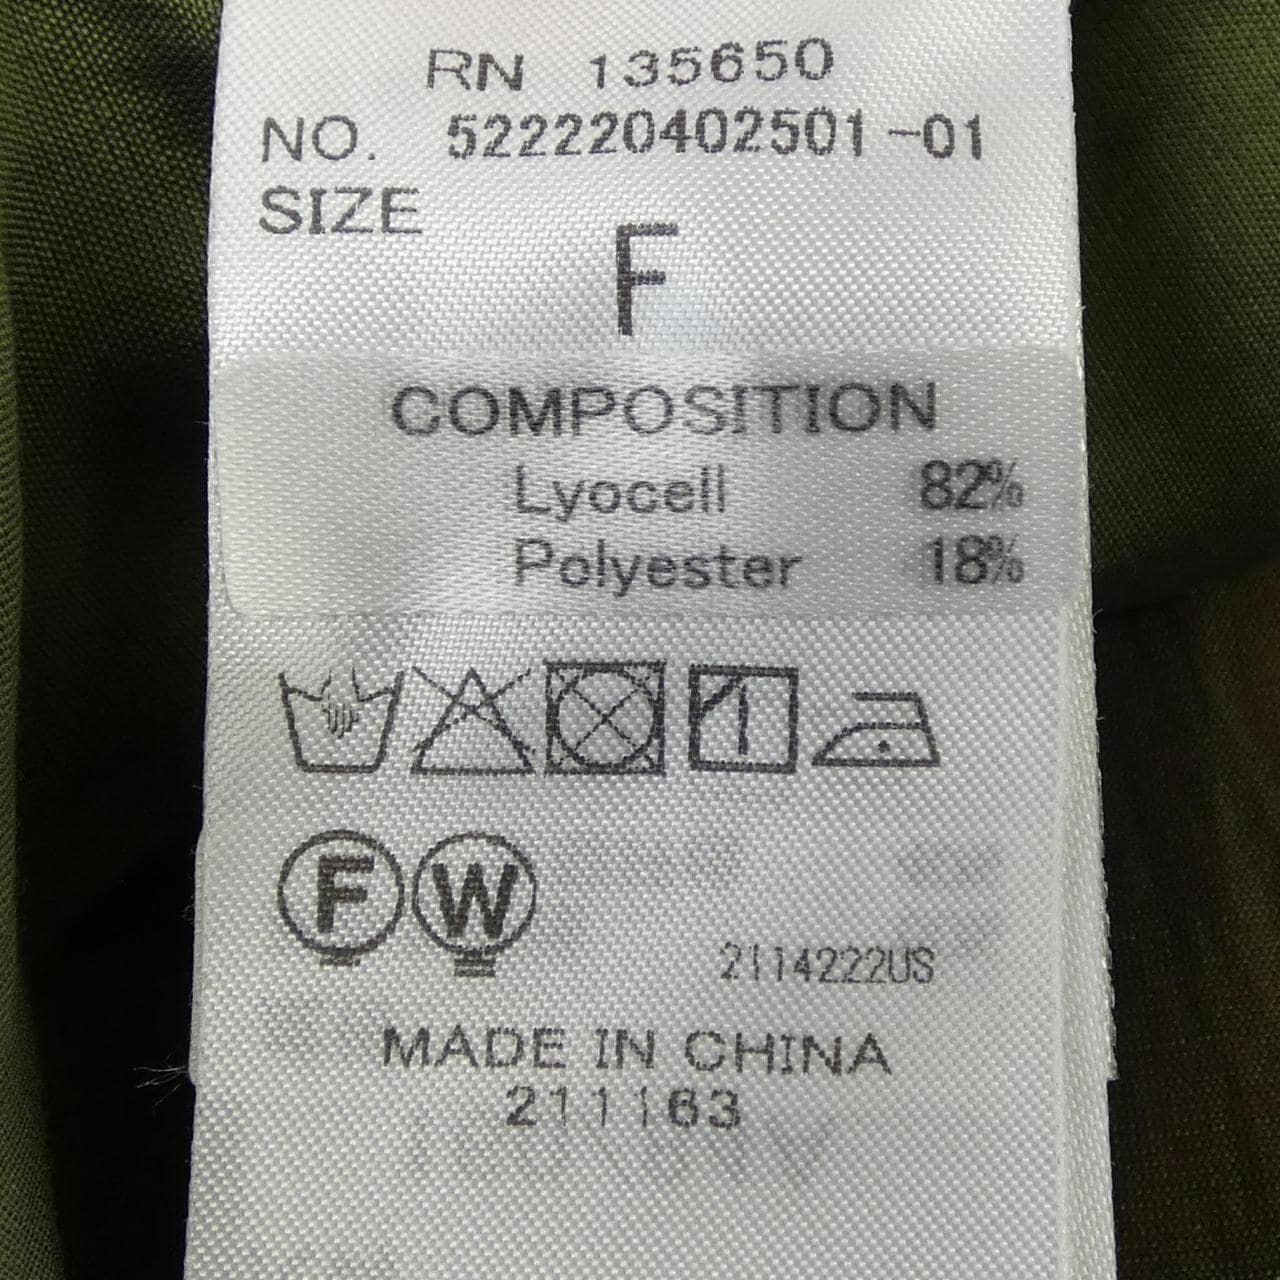 RN 135650
NO. 522220402501-01
SIZE
F
COMPOSITION
Lyocell 82%
Polyester 18%
F W
2114222US
MADE IN CHINA
211163